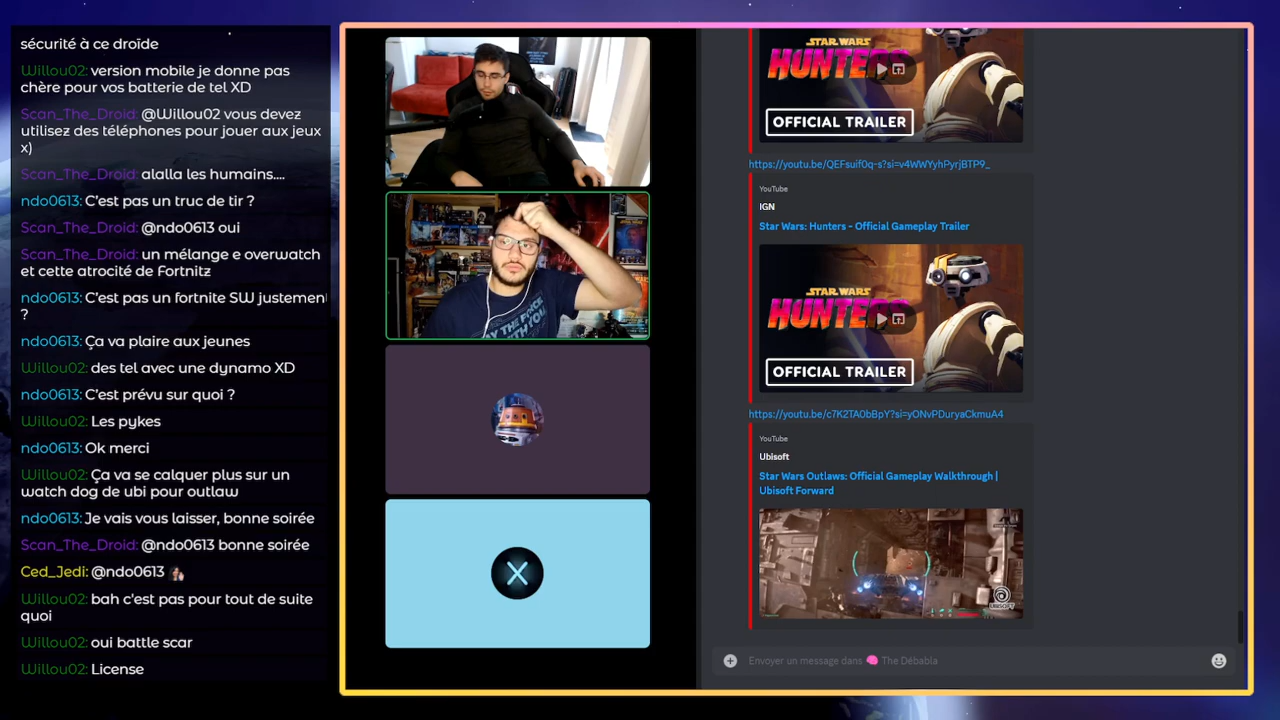 sécurité à ce droïde
Willou02: version mobile je donne pas
chère pour vos batterie de tel XD
Scan_The_Droid: @Willou02 vous devez
utilisez des téléphones pour jouer aux jeux
x)
Scan_The_Droid: alalla les humains....
ndo0613: C'est pas un truc de tir ?
Scan_The_Droid: @ndo0613 oui
Scan_The_Droid: un mélange e overwatch
et cette atrocité de Fortnitz
ndo0613: C'est pas un fortnite SW justement
?
ndo0613: Ça va plaire aux jeunes
Willou02: des tel avec une dynamo XD
ndo0613: C'est prévu sur quoi ?
Willou02: Les pykes
ndo0613: Ok merci
Willou02: Ça va se calquer plus sur un
watch dog de ubi pour outlaw
ndo0613: Je vais vous laisser, bonne soirée
Scan_The_Droid: @ndo0613 bonne soirée
Ced_Jedi: @ndo0613
Willou02: bah c'est pas pour tout de suite
quoi
Willou02: oui battle scar
Willou02: License
MAY THE FORCE
WITH YOU
STAR WARS
HUNTERS
OFFICIAL TRAILER
https://youtu.be/QEFsuif0q-s?si=v4WWYyhPyrjBTP9_
YouTube
IGN
Star Wars: Hunters - Official Gameplay Trailer
STAR WARS
HUNTERS
OFFICIAL TRAILER
https://youtu.be/c7K2TA0bBpY?si=yONvPDuryaCkmuA4
YouTube
Ubisoft
Star Wars Outlaws: Official Gameplay Walkthrough |
Ubisoft Forward
UBISOFT
Envoyer un message dans The Débabla